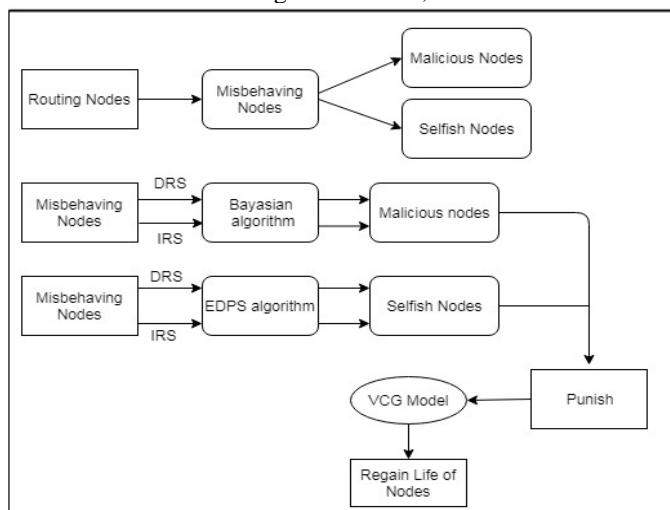 Malicious Nodes
Routing Nodes
Misbehaving
Nodes
Selfish Nodes
DRS
Misbehaving
Nodes
IRS
Bayasian
algorithm
Malicious nodes
DRS
Misbehaving
Nodes
IRS
EDPS algorithm
Selfish Nodes
VCG Model
Punish
Regain Life of
Nodes